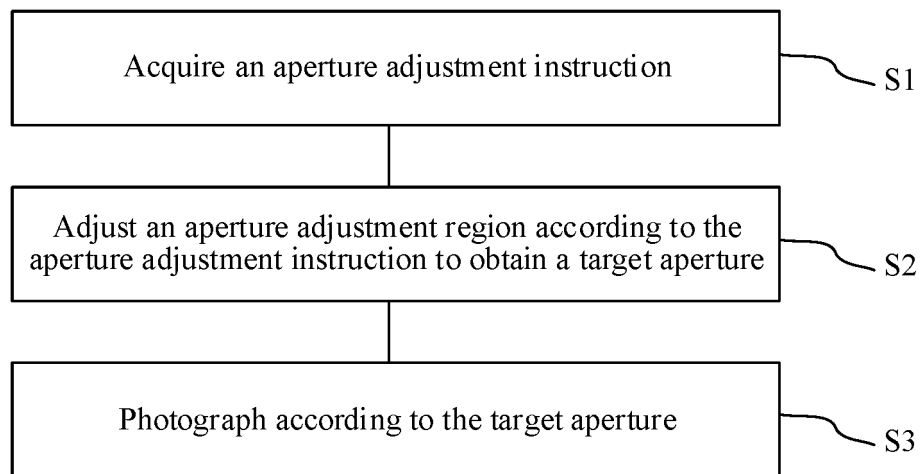 Acquire an aperture adjustment instruction
S1
Adjust an aperture adjustment region according to the
aperture adjustment instruction to obtain a target aperture
S2
Photograph according to the target aperture
S3